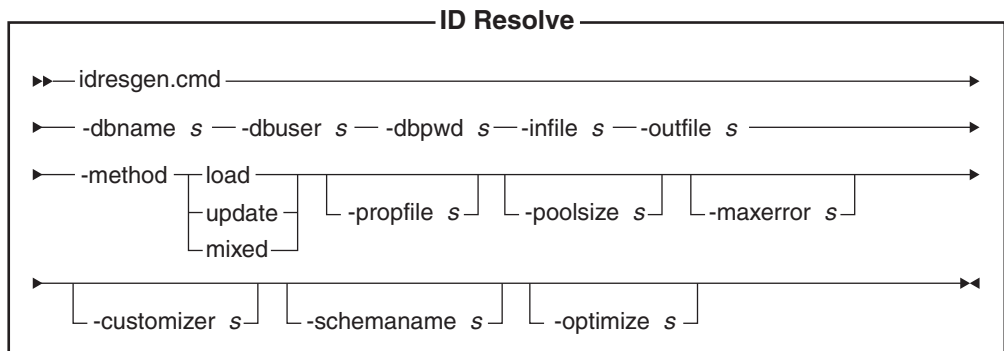 ID Resolve
idresgen.cmd
-dbname s -dbuser s -dbpwd s -infile s -outfile s
-method load
update
mixed
-propfile s -poolsize s -maxerror s
-customizer s -schemaname s -optimize s